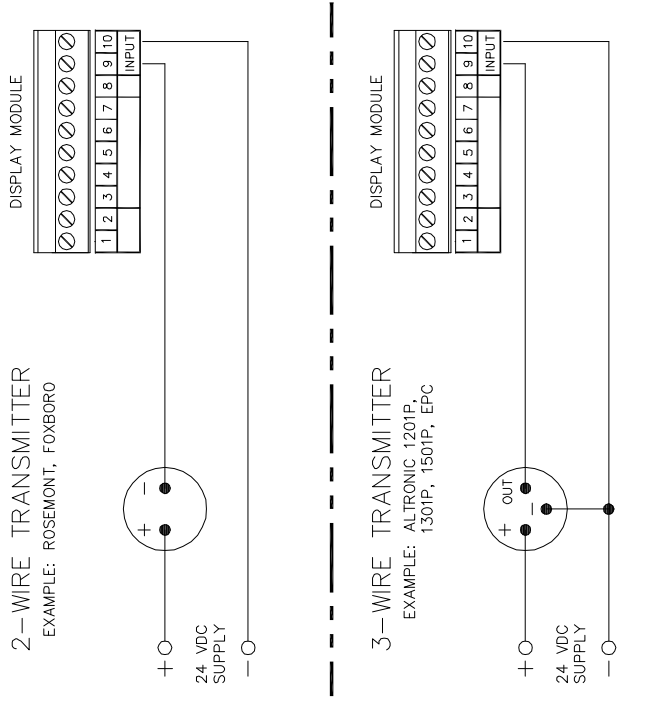 2-WIRE TRANSMITTER
EXAMPLE: ROSEMONT, FOXBORO
DISPLAY MODULE
1 2 3 4 5 6 7 8 9 10
INPUT
+ -
+
24 VDC
SUPPLY
-
3-WIRE TRANSMITTER
EXAMPLE: ALTRONIC 1201P,
1301P, 1501P, EPC
DISPLAY MODULE
1 2 3 4 5 6 7 8 9 10
INPUT
+ OUT
-
+
24 VDC
SUPPLY
-